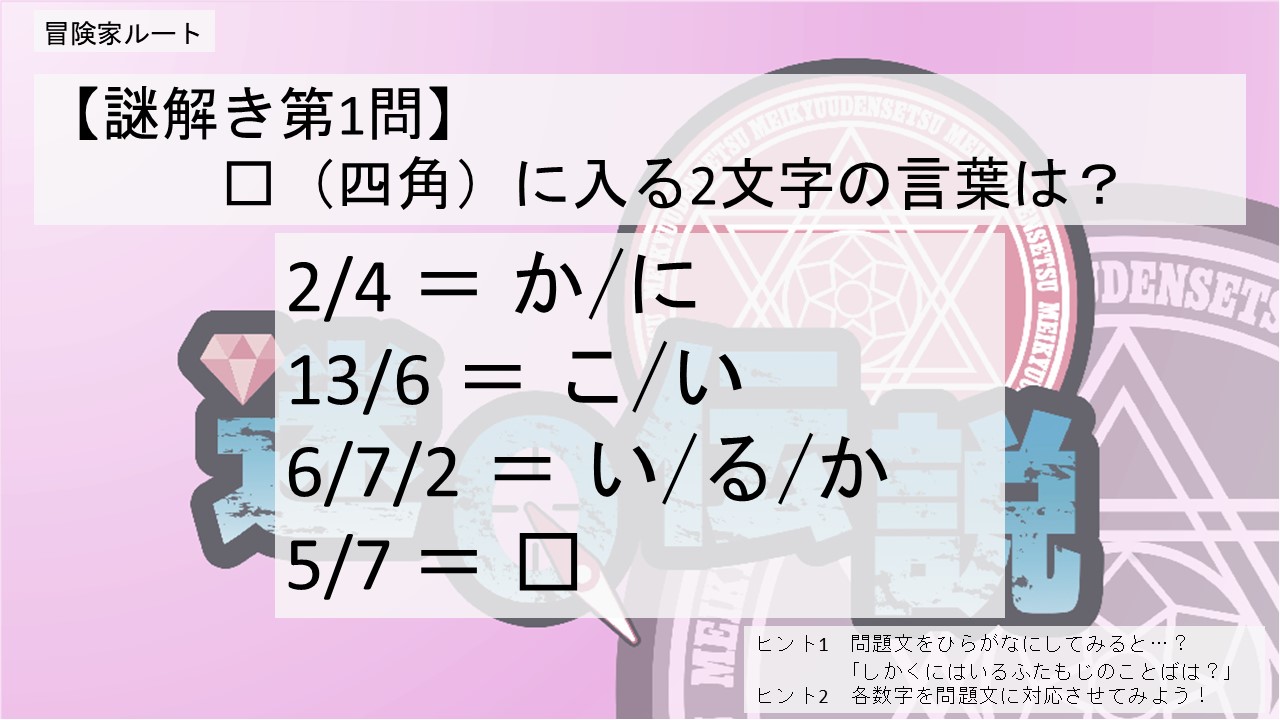 冒険家ルート
【謎解き第1問】
□（四角）に入る2文字の言葉は？
2/4 ＝ か/に
13/6 ＝ こ/い
6/7/2 ＝ い/る/か
5/7 ＝ □
ヒント1　問題文をひらがなにしてみると…？
「しかくにはいるふたもじのことばは？」
ヒント2　各数字を問題文に対応させてみよう！
MEIKYUUDENSETSU MEIKYUUDENSETSU